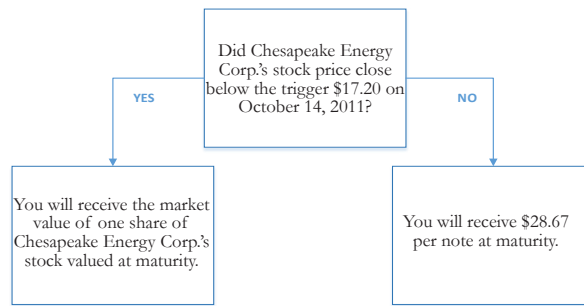 Did Chesapeake Energy
Corp.'s stock price close
below the trigger $17.20 on
October 14, 2011?
YES
NO
You will receive the market
value of one share of
Chesapeake Energy Corp.'s
stock valued at maturity.
You will receive $28.67
per note at maturity.